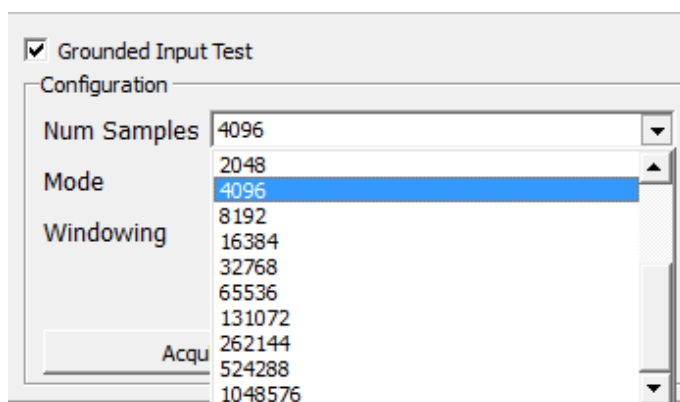 Grounded Input Test
Configuration
Num Samples 4096
2048
Mode
4096
8192
Windowing
16384
32768
65536
131072
262144
Acqu
524288
1048576